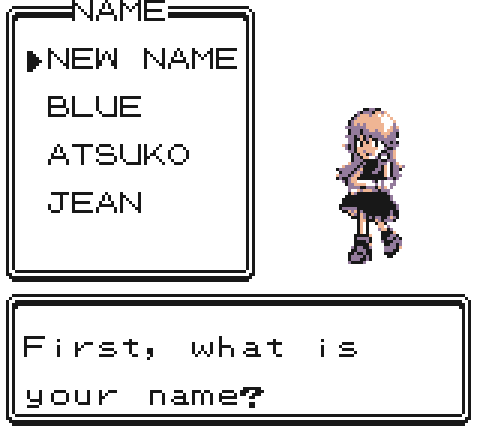 NAME
▶NEW NAME
BLUE
ATSUKO
JEAN
First, what is
your name?